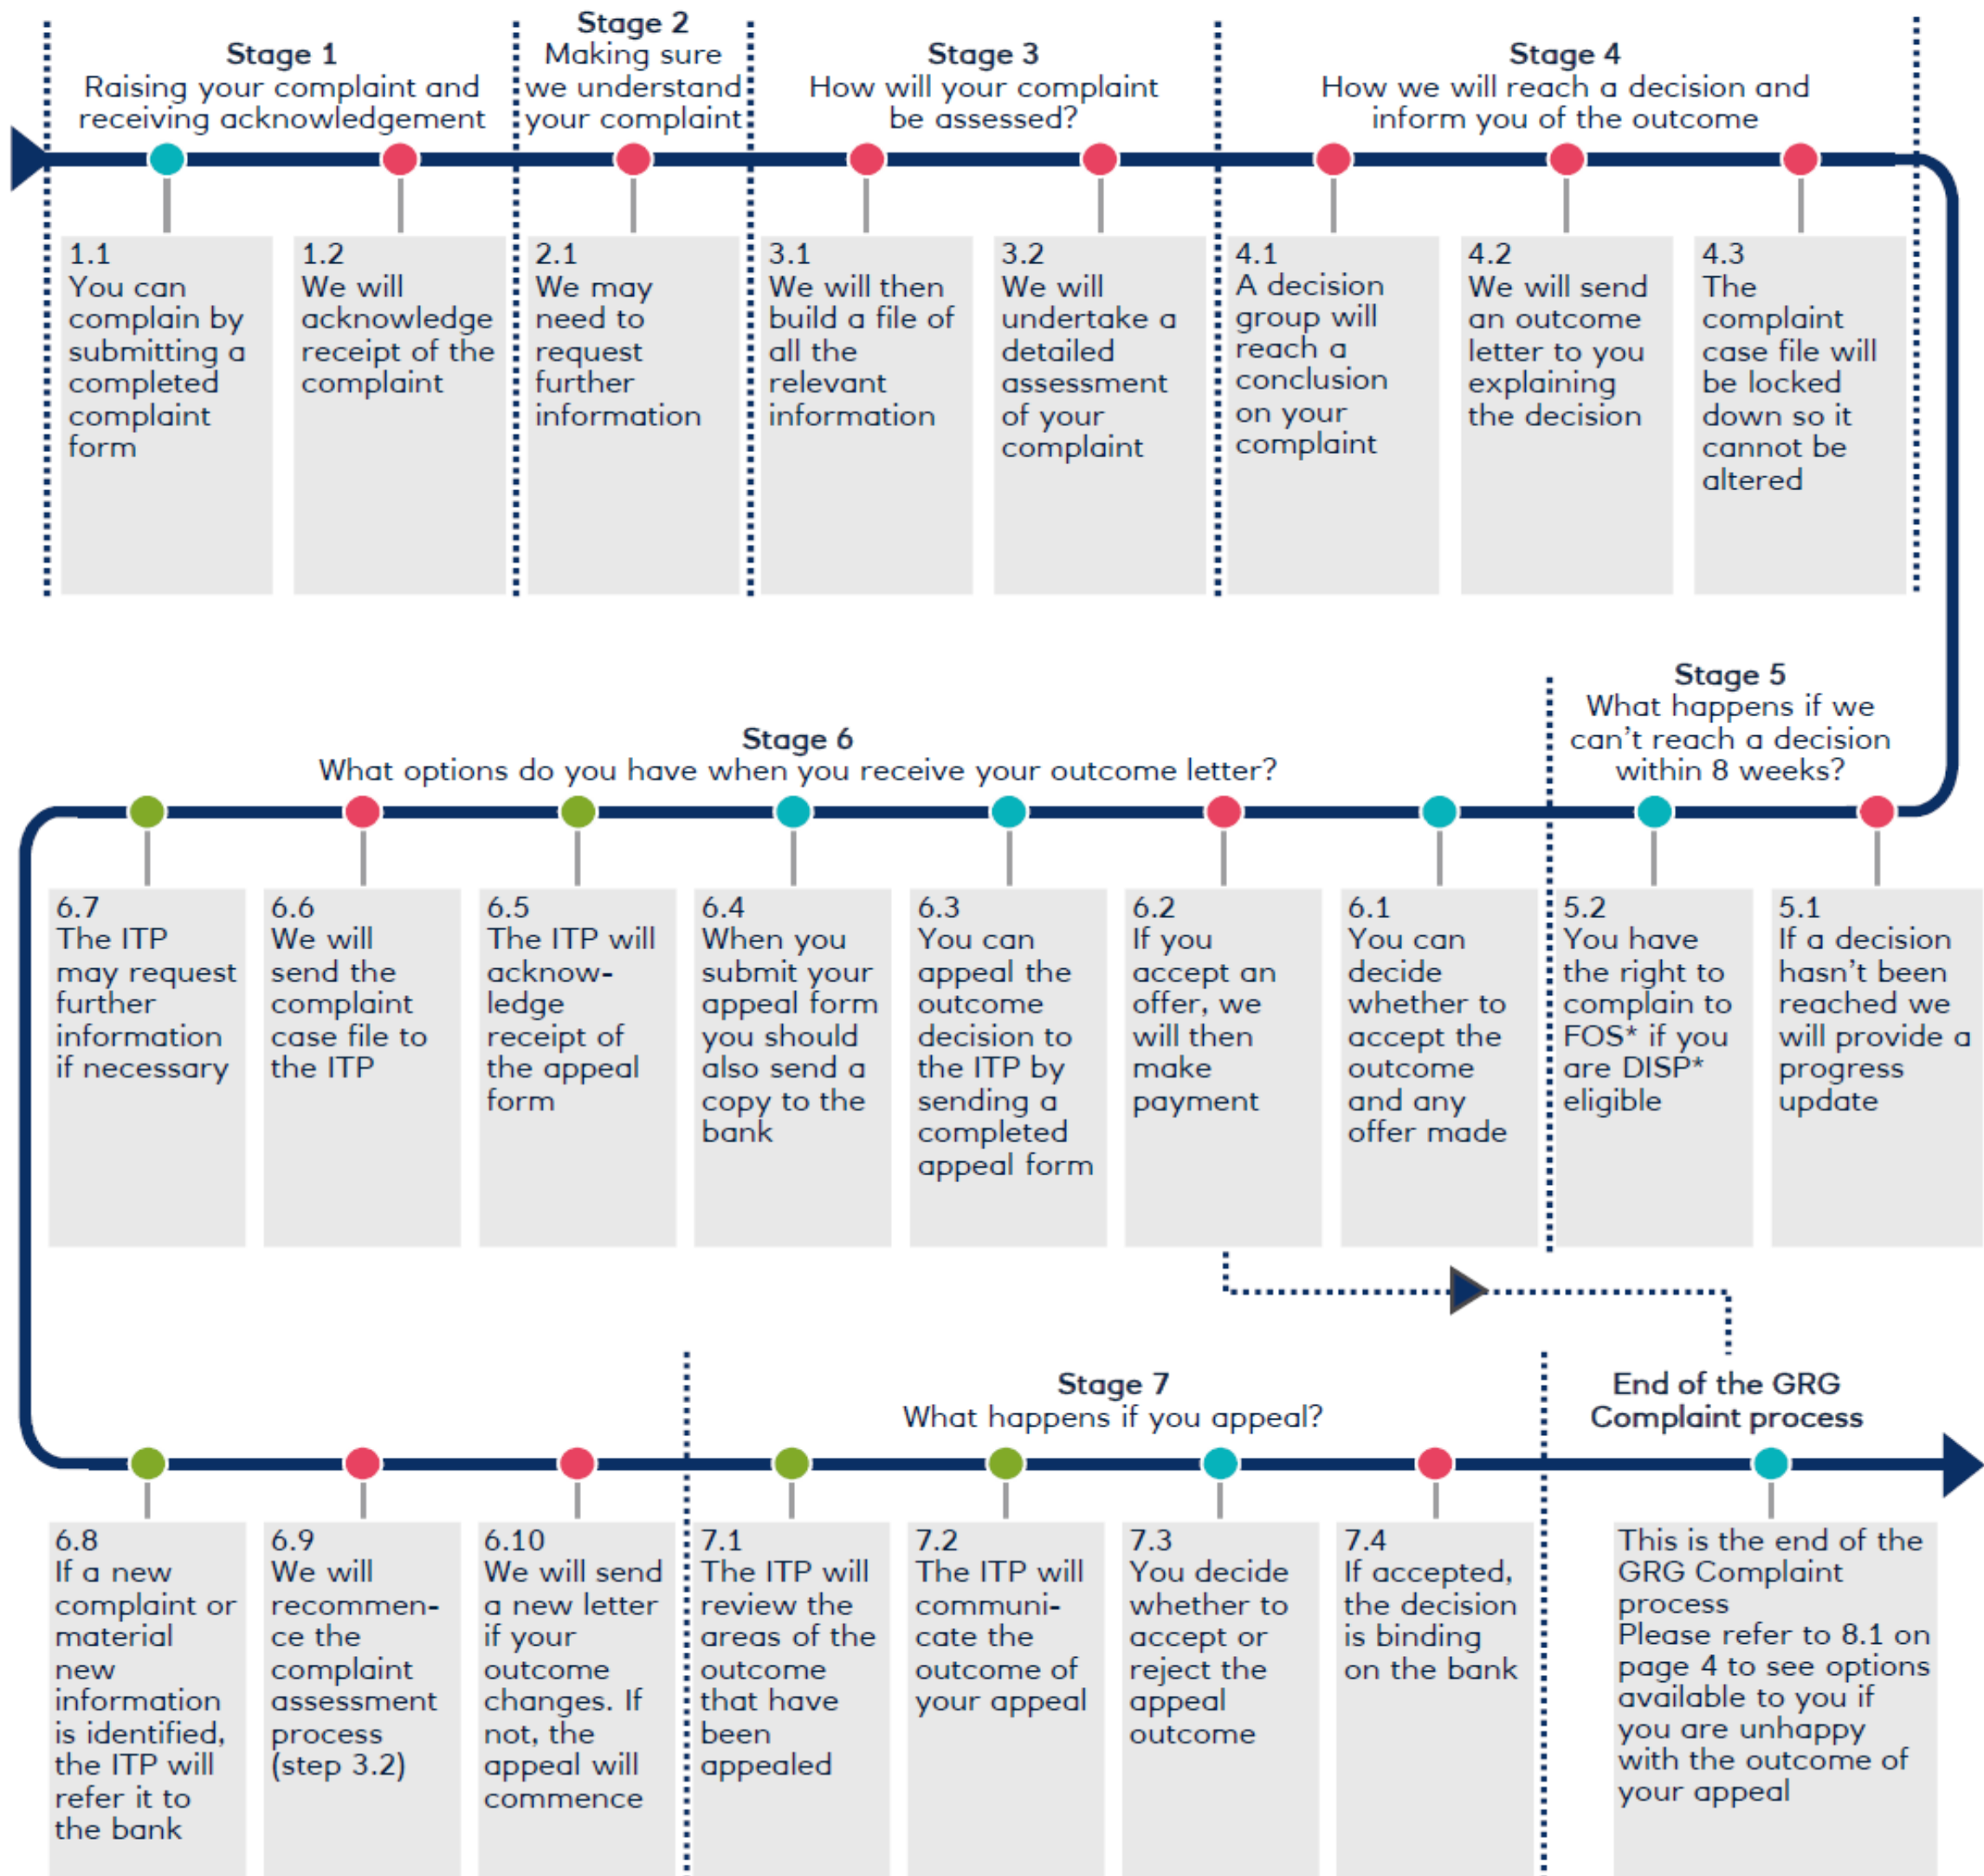 Stage 1
Raising your complaint and
receiving acknowledgement
Stage 2
Making sure
we understand
your complaint
Stage 3
How will your complaint
be assessed?
Stage 4
How we will reach a decision and
inform you of the outcome
1.1
You can
complain by
submitting a
completed
complaint
form
1.2
We will
acknowledge
receipt of the
complaint
2.1
We may
need to
request
further
information
3.1
We will then
build a file of
all the
relevant
information
3.2
We will
undertake a
detailed
assessment
of your
complaint
4.1
A decision
group will
reach a
conclusion
on your
complaint
4.2
We will send
an outcome
letter to you
explaining
the decision
4.3
The
complaint
case file will
be locked
down so it
cannot be
altered
Stage 5
What happens if we
can't reach a decision
within 8 weeks?
5.1
If a decision
hasn't been
reached we
will provide a
progress
update
5.2
You have
the right to
complain to
FOS* if you
are DISP*
eligible
Stage 6
What options do you have when you receive your outcome letter?
6.1
You can
decide
whether to
accept the
outcome
and any
offer made
6.2
If you
accept an
offer, we
will then
make
payment
6.3
You can
appeal the
outcome
decision to
the ITP by
sending a
completed
appeal form
6.4
When you
submit your
appeal form
you should
also send a
copy to the
bank
6.5
The ITP will
acknow-
ledge
receipt of
the appeal
form
6.6
We will
send the
complaint
case file to
the ITP
6.7
The ITP
may request
further
information
if necessary
6.8
If a new
complaint or
material
new
information
is identified,
the ITP will
refer it to
the bank
6.9
We will
recommen-
ce the
complaint
assessment
process
(step 3.2)
6.10
We will send
a new letter
if your
outcome
changes. If
not, the
appeal will
commence
Stage 7
What happens if you appeal?
7.1
The ITP will
review the
areas of the
outcome
that have
been
appealed
7.2
The ITP will
communi-
cate the
outcome of
your appeal
7.3
You decide
whether to
accept or
reject the
appeal
outcome
7.4
If accepted,
the decision
is binding
on the bank
End of the GRG
Complaint process
This is the end of the
GRG Complaint
process
Please refer to 8.1 on
page 4 to see options
available to you if
you are unhappy
with the outcome of
your appeal